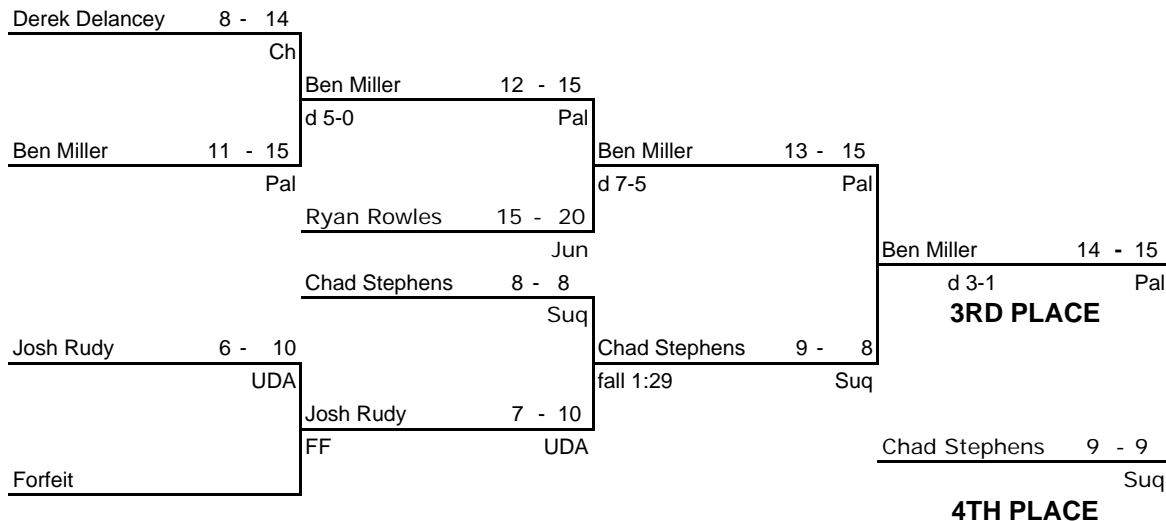 Derek Delancey 8 - 14
Ch
Ben Miller 12 - 15
d 5-0 Pal
Ben Miller 11 - 15
Pal
Ben Miller 13 - 15
d 7-5 Pal
Ryan Rowles 15 - 20
Jun
Ben Miller 14 - 15
d 3-1 Pal
3RD PLACE
Chad Stephens 8 - 8
Suq
Josh Rudy 6 - 10
UDA
Chad Stephens 9 - 8
fall 1:29 Suq
Josh Rudy 7 - 10
FF UDA
Forfeit
Chad Stephens 9 - 9
Suq
4TH PLACE